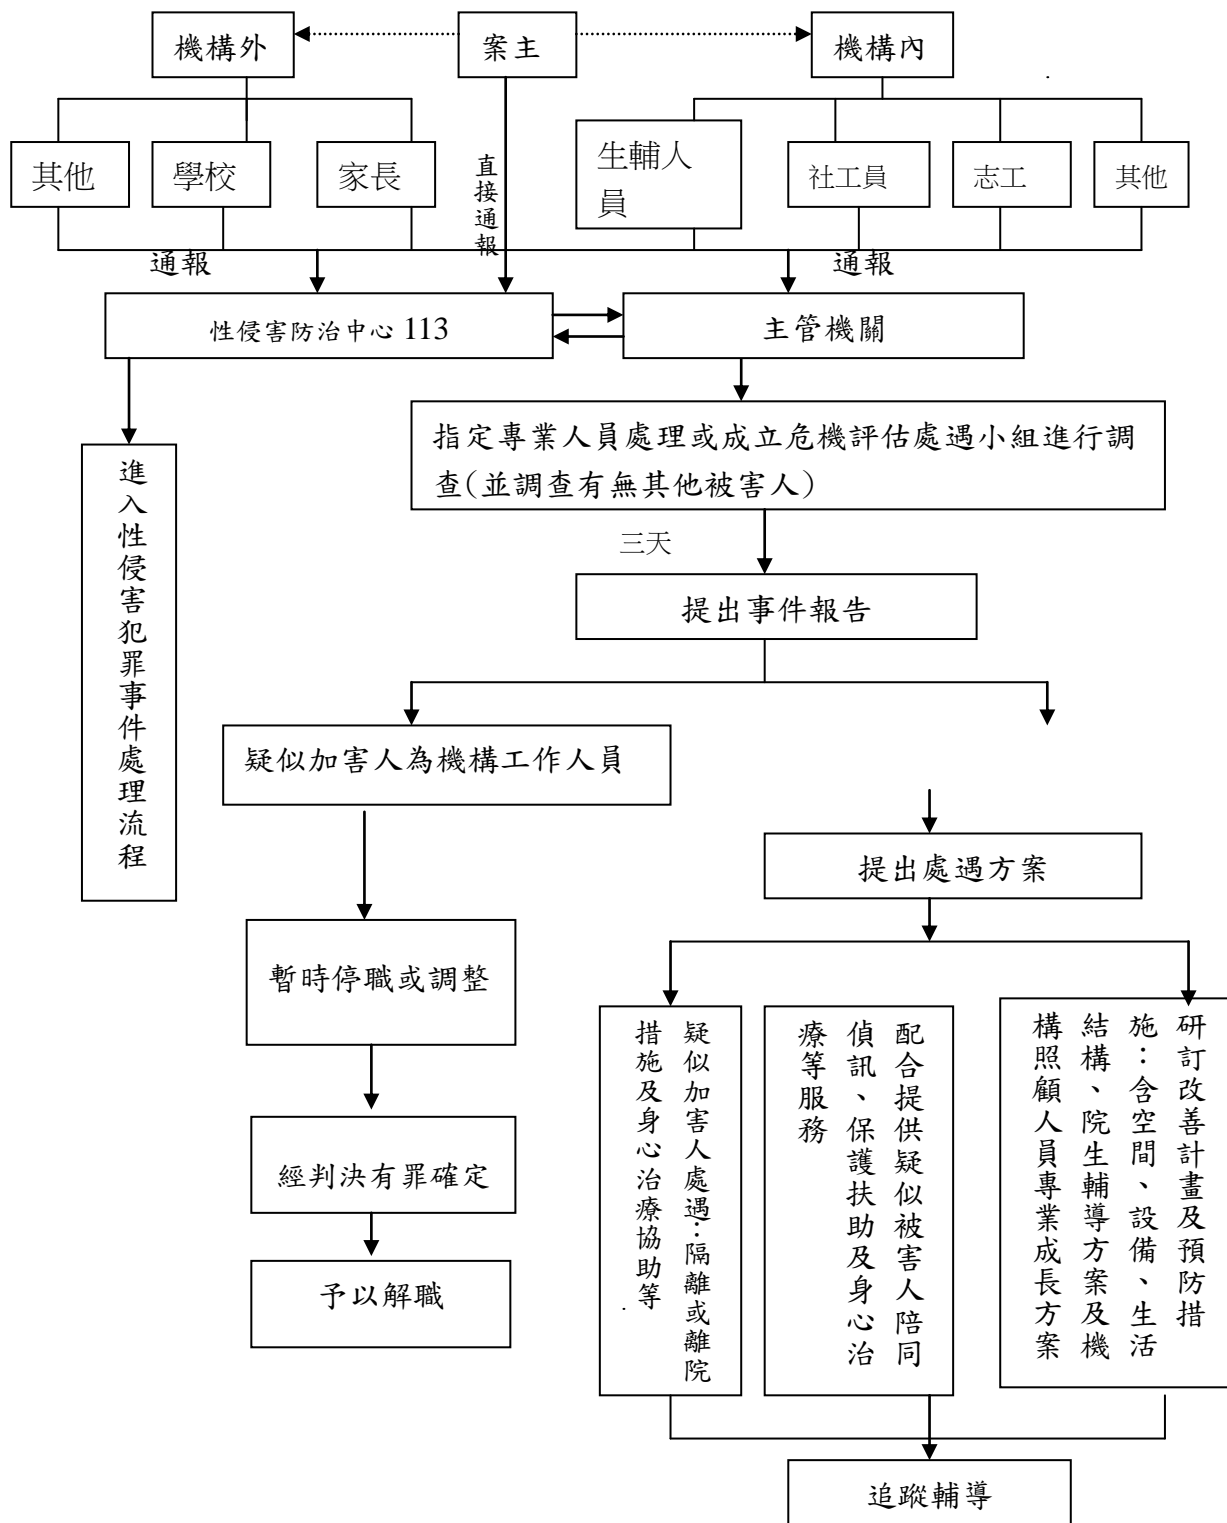 機構外
案主
機構內
其他
學校
家長
直接通報
生輔人
員
社工員
志工
其他
通報
通報
性侵害防治中心 113
主管機關
指定專業人員處理或成立危機評估處遇小組進行調
查(並調查有無其他被害人)
進入性侵害犯罪事件處理流程
三天
提出事件報告
疑似加害人為機構工作人員
提出處遇方案
暫時停職或調整
經判決有罪確定
予以解職
疑似加害人處遇：隔離或離院
措施及身心治療協助等
配合提供疑似被害人陪同
偵訊、保護扶助及身心治
療等服務
研訂改善計畫及預防措
施：含空間、設備、生活
結構、院生輔導方案及機
構照顧人員專業成長方案
追蹤輔導